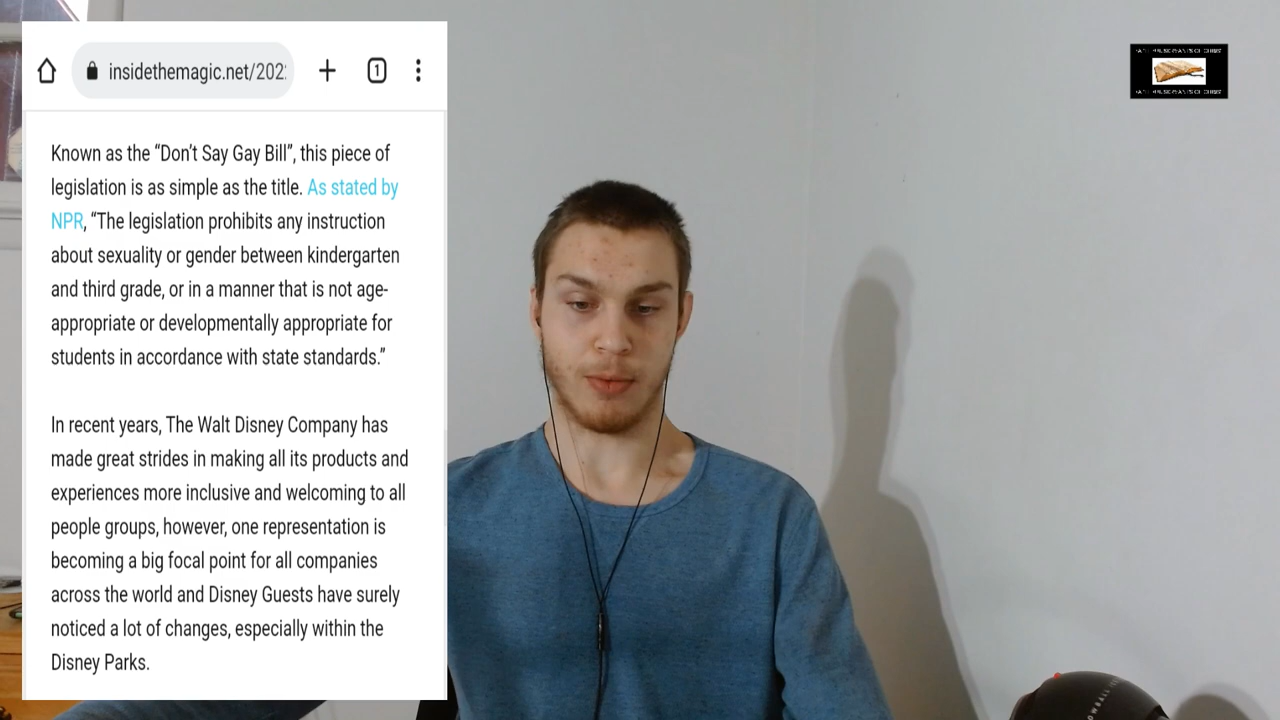 insidethemagic.net/202
1
Known as the “Don’t Say Gay Bill”, this piece of
legislation is as simple as the title. As stated by
NPR, “The legislation prohibits any instruction
about sexuality or gender between kindergarten
and third grade, or in a manner that is not age-
appropriate or developmentally appropriate for
students in accordance with state standards.”
In recent years, The Walt Disney Company has
made great strides in making all its products and
experiences more inclusive and welcoming to all
people groups, however, one representation is
becoming a big focal point for all companies
across the world and Disney Guests have surely
noticed a lot of changes, especially within the
Disney Parks.